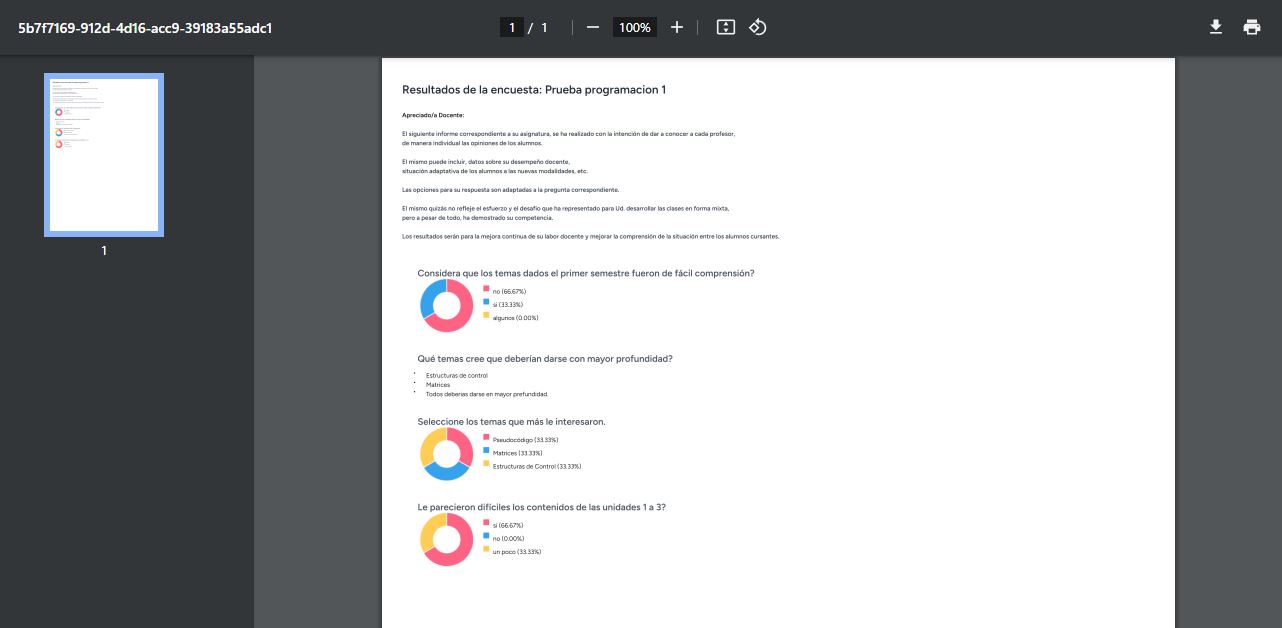 5b7f7169-912d-4d16-acc9-39183a55adc1
1 / 1
100%
1
Resultados de la encuesta: Prueba programacion 1
Apreciado/a Docente:
El siguiente informe correspondiente a su asignatura, se ha realizado con la intención de dar a conocer a cada profesor,
de manera individual las opiniones de los alumnos.
El mismo puede incluir, datos sobre su desempeño docente,
situación adaptativa de los alumnos a las nuevas modalidades, etc.
Las opciones para su respuesta son adaptadas a la pregunta correspondiente.
El mismo quizás no refleje el esfuerzo y el desafío que ha representado para Ud. desarrollar las clases en forma mixta,
pero a pesar de todo, ha demostrado su competencia.
Los resultados serán para la mejora continua de su labor docente y mejorar la comprensión de la situación entre los alumnos cursantes.
Considera que los temas dados el primer semestre fueron de fácil comprensión?
no (66.67%)
si (33.33%)
algunos (0.00%)
Qué temas cree que deberían darse con mayor profundidad?
Estructuras de control
Matrices
Todos deberias darse en mayor prefundidad.
Seleccione los temas que más le interesaron.
Pseudocódigo (33.33%)
Matrices (33.33%)
Estructuras de Control (33.33%)
Le parecieron difíciles los contenidos de las unidades 1 a 3?
si (66.67%)
no (0.00%)
un poco (33.33%)